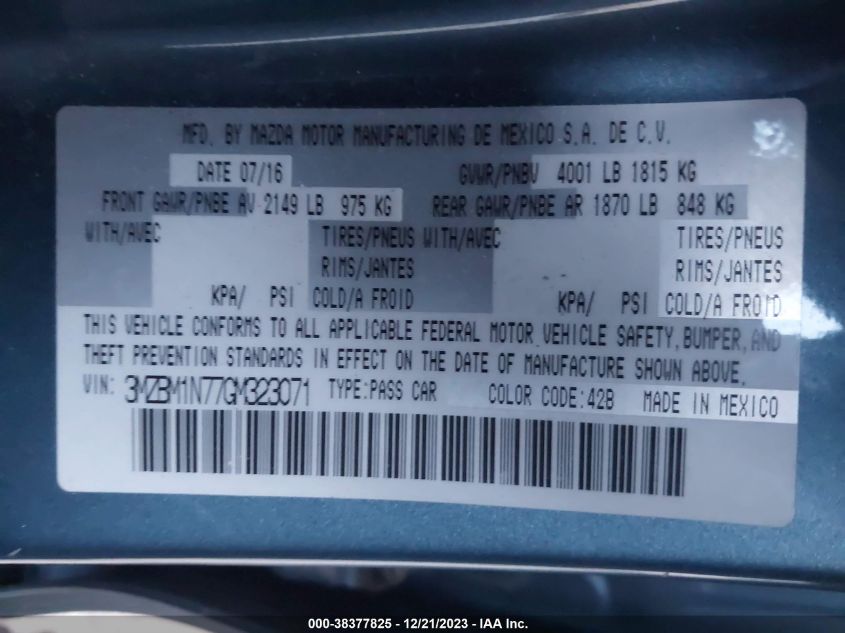 MFD. BY MAZDA MOTOR MANUFACTURING DE MEXICO S.A. DE C.V.
DATE 07/16 GVWR/PNBV 4001 LB 1815 KG
FRONT GAWR/PNBE AV 2149 LB 975 KG REAR GAWR/PNBE AR 1870 LB 848 KG
WITH/AVEC TIRES/PNEUS WITH/AVEC TIRES/PNEUS
RIMS/JANTES RIMS/JANTES
KPA/ PSI COLD/A FROID KPA/ PSI COLD/A FROID
THIS VEHICLE CONFORMS TO ALL APPLICABLE FEDERAL MOTOR VEHICLE SAFETY, BUMPER, AND
THEFT PREVENTION STANDARDS IN EFFECT ON THE DATE OF MANUFACTURE SHOWN ABOVE.
VIN: 3MZBM1N77GM323071 TYPE:PASS CAR COLOR CODE:42B MADE IN MEXICO
000-38377825 - 12/21/2023 - IAA Inc.